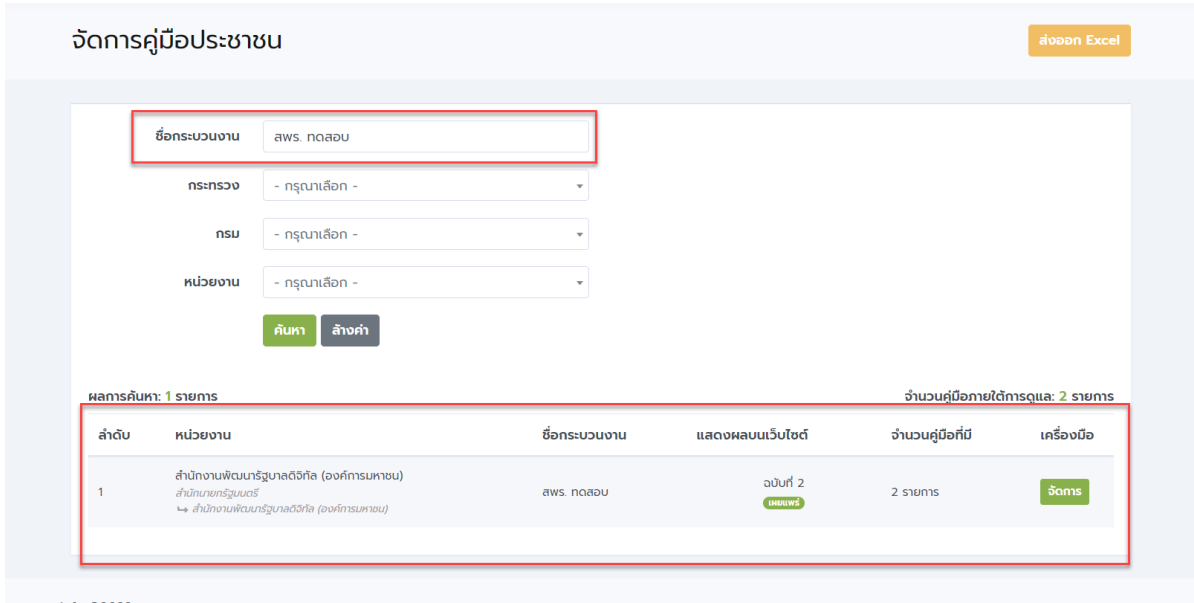 จัดการคู่มือประชาชน
ส่งออก Excel
ชื่อกระบวนงาน สพร. ทดสอบ
กระทรวง - กรุณาเลือก -
กรม - กรุณาเลือก -
หน่วยงาน - กรุณาเลือก -
ค้นหา ล้างค่า
ผลการค้นหา: 1 รายการ จำนวนคู่มือภายใต้การดูแล: 2 รายการ
ลำดับ หน่วยงาน ชื่อกระบวนงาน แสดงผลบนเว็บไซต์ จำนวนคู่มือที่มี เครื่องมือ
สำนักงานพัฒนารัฐบาลดิจิทัล (องค์การมหาชน) ฉบับที่ 2
1 สำนักนายกรัฐมนตรี สพร. ทดสอบ 2 รายการ จัดการ
↳ สำนักงานพัฒนารัฐบาลดิจิทัล (องค์การมหาชน) เผยแพร่